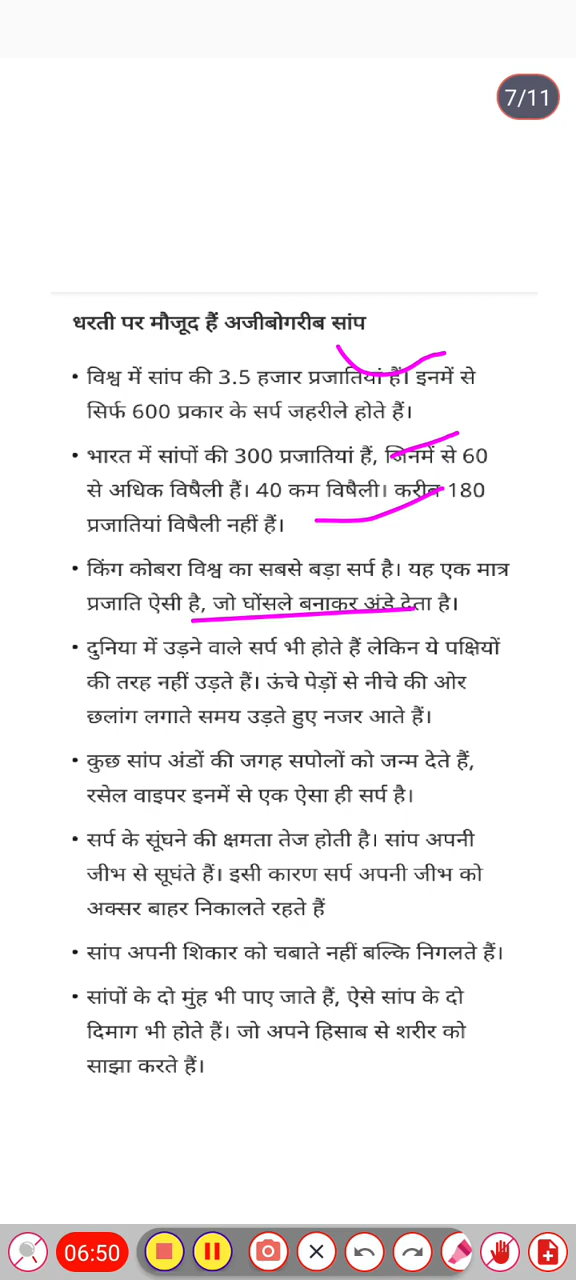 7/11
धरती पर मौजूद हैं अजीबोगरीब सांप
• विश्व में सांप की 3.5 हजार प्रजातियां हैं। इनमें से
सिर्फ 600 प्रकार के सर्प जहरीले होते हैं।
• भारत में सांपों की 300 प्रजातियां हैं, जिनमें से 60
से अधिक विषैली हैं। 40 कम विषैली। करीब 180
प्रजातियां विषैली नहीं हैं।
• किंग कोबरा विश्व का सबसे बड़ा सर्प है। यह एक मात्र
प्रजाति ऐसी है, जो घोंसले बनाकर अंडे देता है।
• दुनिया में उड़ने वाले सर्प भी होते हैं लेकिन ये पक्षियों
की तरह नहीं उड़ते हैं। ऊंचे पेड़ों से नीचे की ओर
छलांग लगाते समय उड़ते हुए नजर आते हैं।
• कुछ सांप अंडों की जगह सपोलों को जन्म देते हैं,
रसेल वाइपर इनमें से एक ऐसा ही सर्प है।
• सर्प के सूंघने की क्षमता तेज होती है। सांप अपनी
जीभ से सूघंते हैं। इसी कारण सर्प अपनी जीभ को
अक्सर बाहर निकालते रहते हैं
• सांप अपनी शिकार को चबाते नहीं बल्कि निगलते हैं।
• सांपों के दो मुंह भी पाए जाते हैं, ऐसे सांप के दो
दिमाग भी होते हैं। जो अपने हिसाब से शरीर को
साझा करते हैं।
06:50